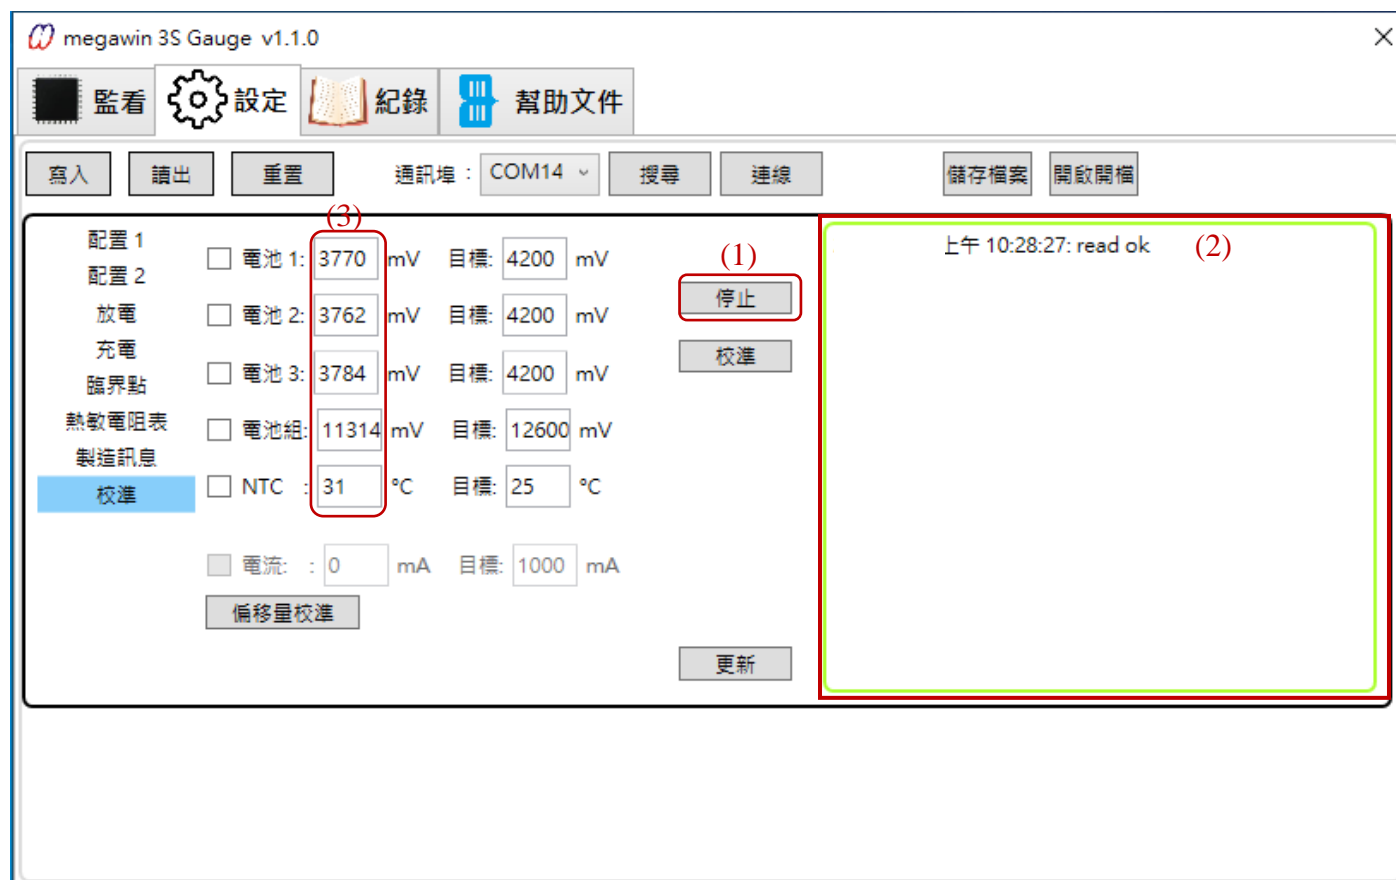 megawin 3S Gauge v1.1.0
監看 設定 紀錄 幫助文件
寫入 讀出 重置 通訊埠 : COM14 搜尋 連線 儲存檔案 開啟開檔
配置 1
配置 2
放電
充電
臨界點
熱敏電阻表
製造訊息
校準
(3)
電池 1: 3770 mV 目標: 4200 mV
電池 2: 3762 mV 目標: 4200 mV
電池 3: 3784 mV 目標: 4200 mV
電池組: 11314 mV 目標: 12600 mV
NTC : 31 °C 目標: 25 °C
電流: : 0 mA 目標: 1000 mA
偏移量校準
(1)
停止
校準
更新
上午 10:28:27: read ok (2)